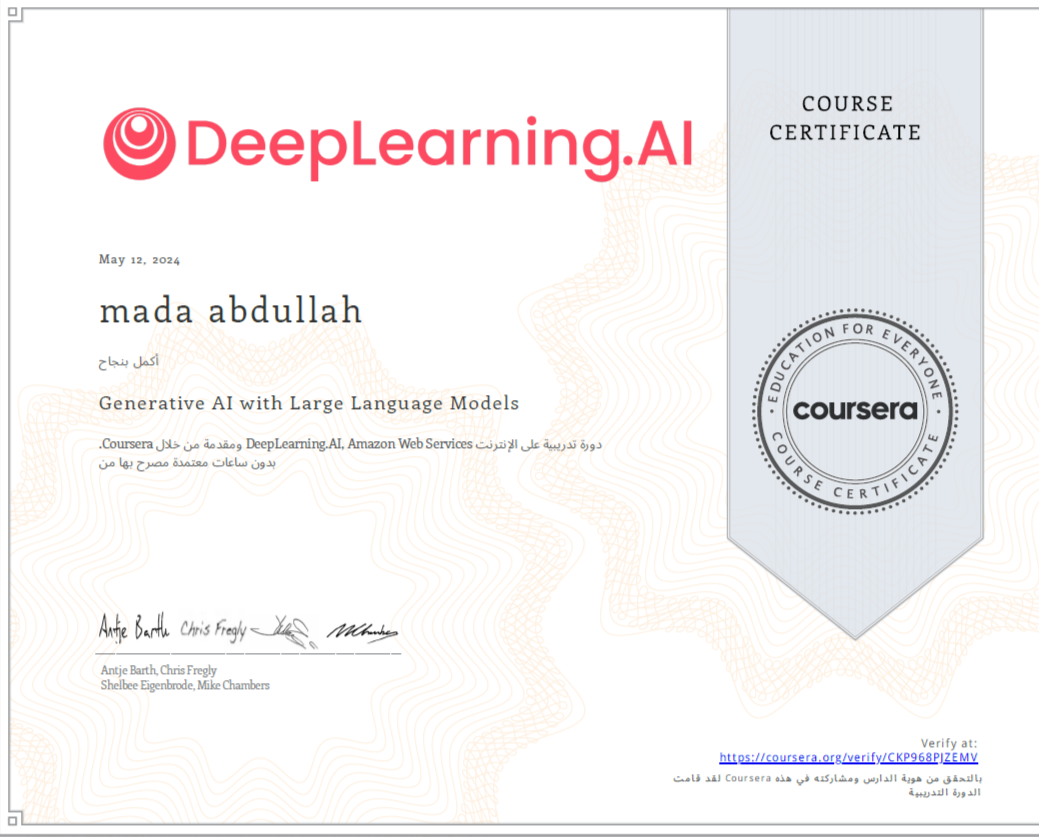 DeepLearning.AI
COURSE
CERTIFICATE
May 12, 2024
mada abdullah
أكمل بنجاح
Generative AI with Large Language Models
دورة تدريبية على الإنترنت DeepLearning.AI, Amazon Web Services ومقدمة من خلال Coursera.
بدون ساعات معتمدة مصرح بها من
EDUCATION FOR EVERYONE
coursera
COURSE CERTIFICATE
Antje Barth Chris Fregly
Antje Barth, Chris Fregly
Shelbee Eigenbrode, Mike Chambers
Verify at:
https://coursera.org/verify/CKP968PJZEMV
بالتحقق من هوية الدارس ومشاركته في هذه Coursera لقد قامت
الدورة التدريبية